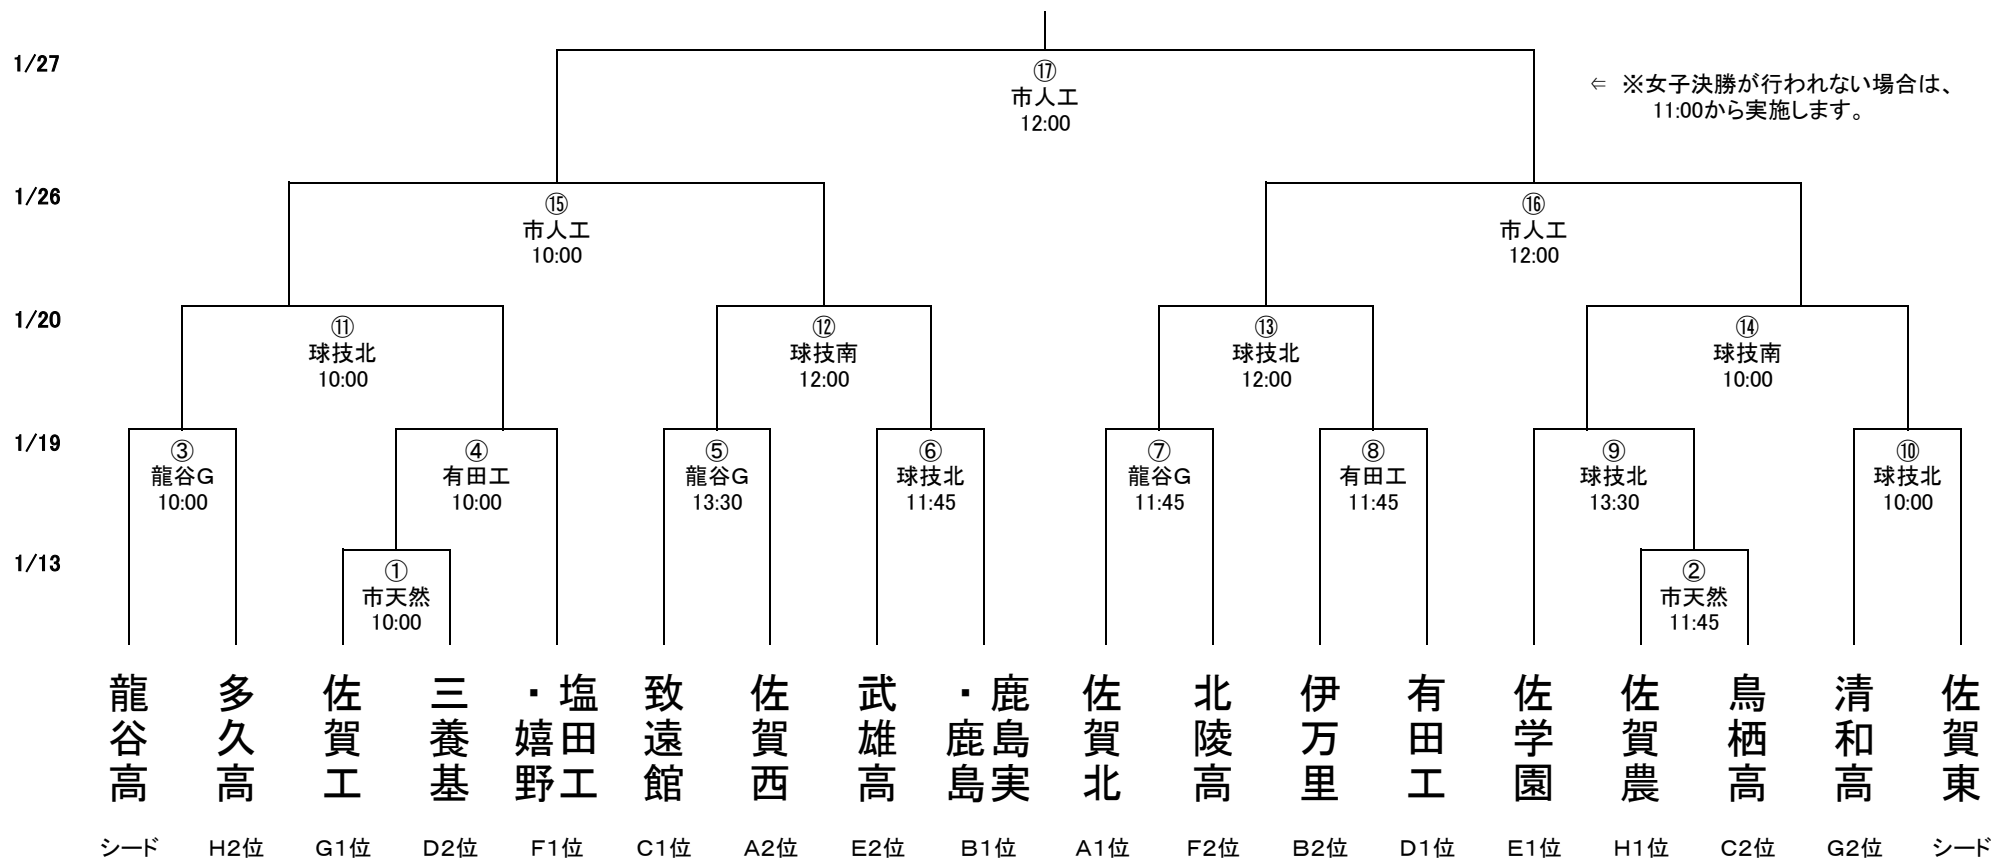 1/27
⑰
市人工
12:00
⇐ ※女子決勝が行われない場合は、
11:00から実施します。
1/26
⑮
市人工
10:00
⑯
市人工
12:00
1/20
⑪
球技北
10:00
⑫
球技南
12:00
⑬
球技北
12:00
⑭
球技南
10:00
1/19
③
龍谷G
10:00
④
有田工
10:00
⑤
龍谷G
13:30
⑥
球技北
11:45
⑦
龍谷G
11:45
⑧
有田工
11:45
⑨
球技北
13:30
⑩
球技北
10:00
1/13
①
市天然
10:00
②
市天然
11:45
龍谷高
多久高
佐賀工
三養基
塩田工
・嬉野
致遠館
佐賀西
武雄高
鹿島実
・鹿島
佐賀北
北陵高
伊万里
有田工
佐学園
佐賀農
鳥栖高
清和高
佐賀東
シード H2位 G1位 D2位 F1位 C1位 A2位 E2位 B1位 A1位 F2位 B2位 D1位 E1位 H1位 C2位 G2位 シード